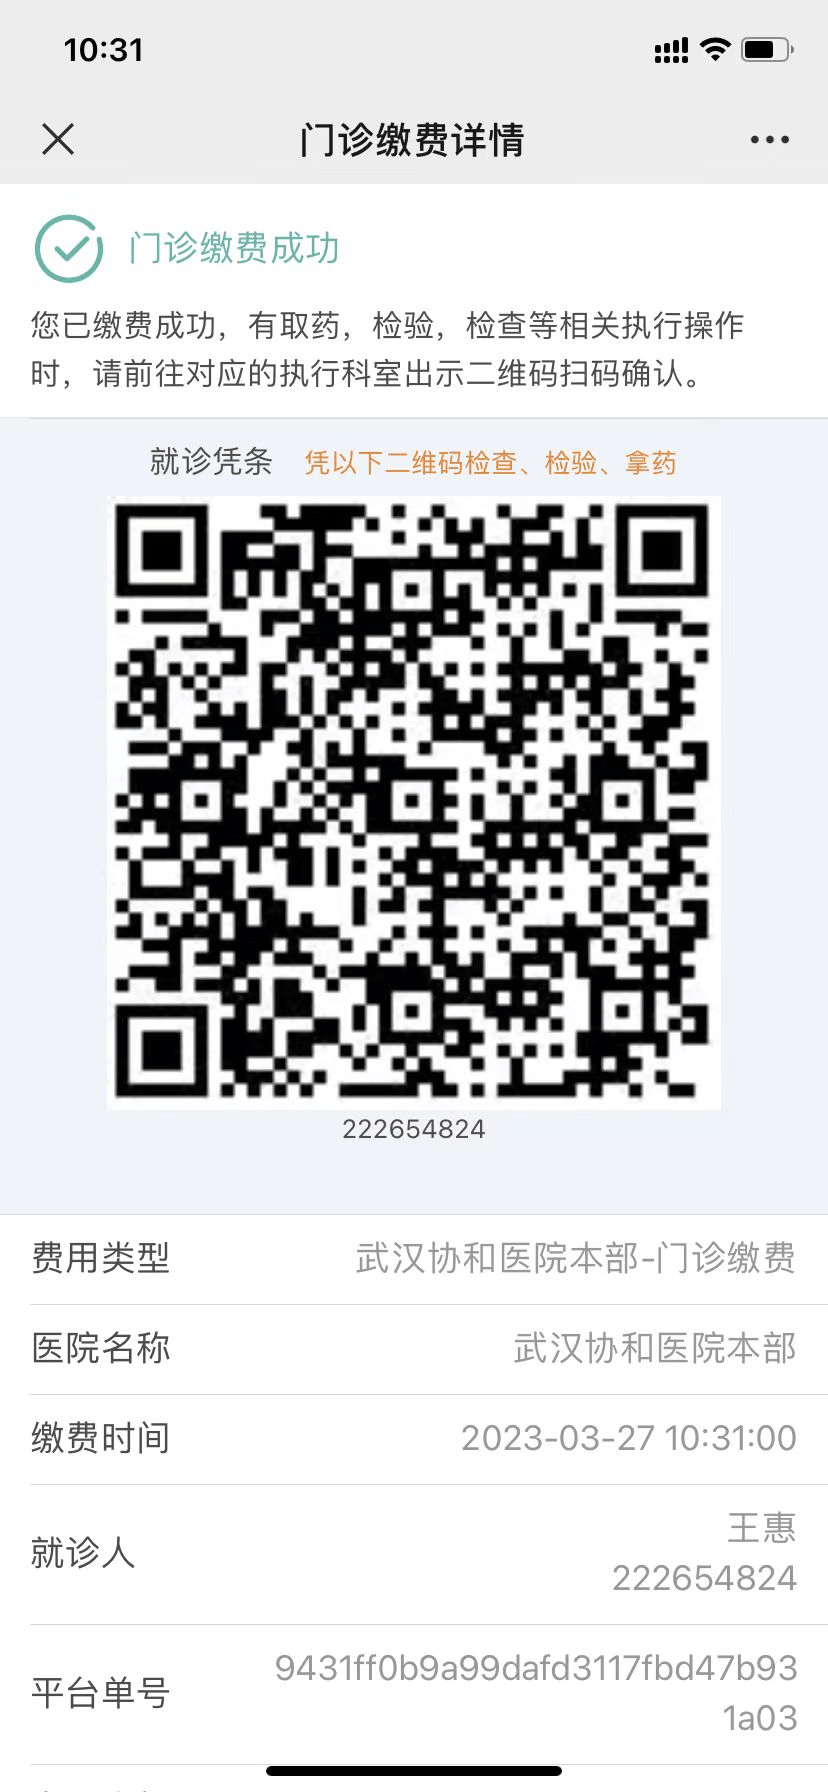 10:31
门诊缴费详情
门诊缴费成功
您已缴费成功，有取药，检验，检查等相关执行操作
时，请前往对应的执行科室出示二维码扫码确认。
就诊凭条 凭以下二维码检查、检验、拿药
222654824
费用类型 武汉协和医院本部-门诊缴费
医院名称 武汉协和医院本部
缴费时间 2023-03-27 10:31:00
就诊人 王惠
222654824
平台单号 9431ff0b9a99dafd3117fbd47b93
1a03